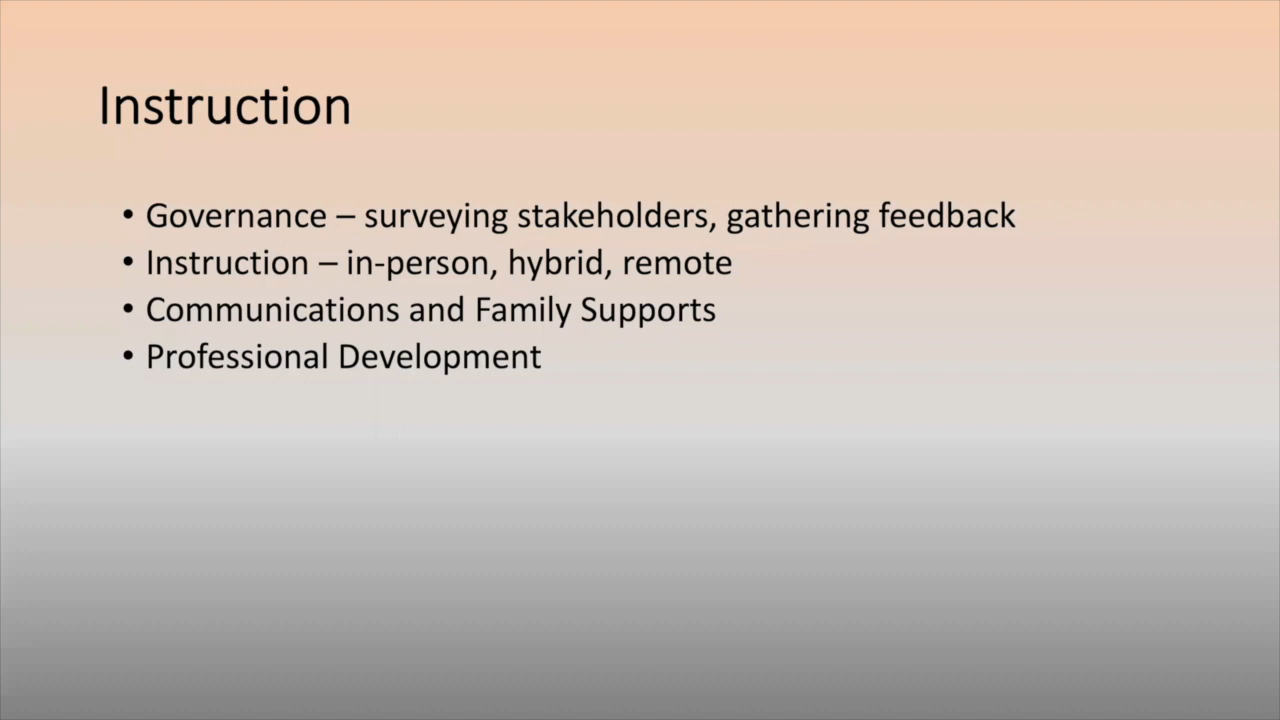 Instruction
• Governance – surveying stakeholders, gathering feedback
• Instruction – in-person, hybrid, remote
• Communications and Family Supports
• Professional Development